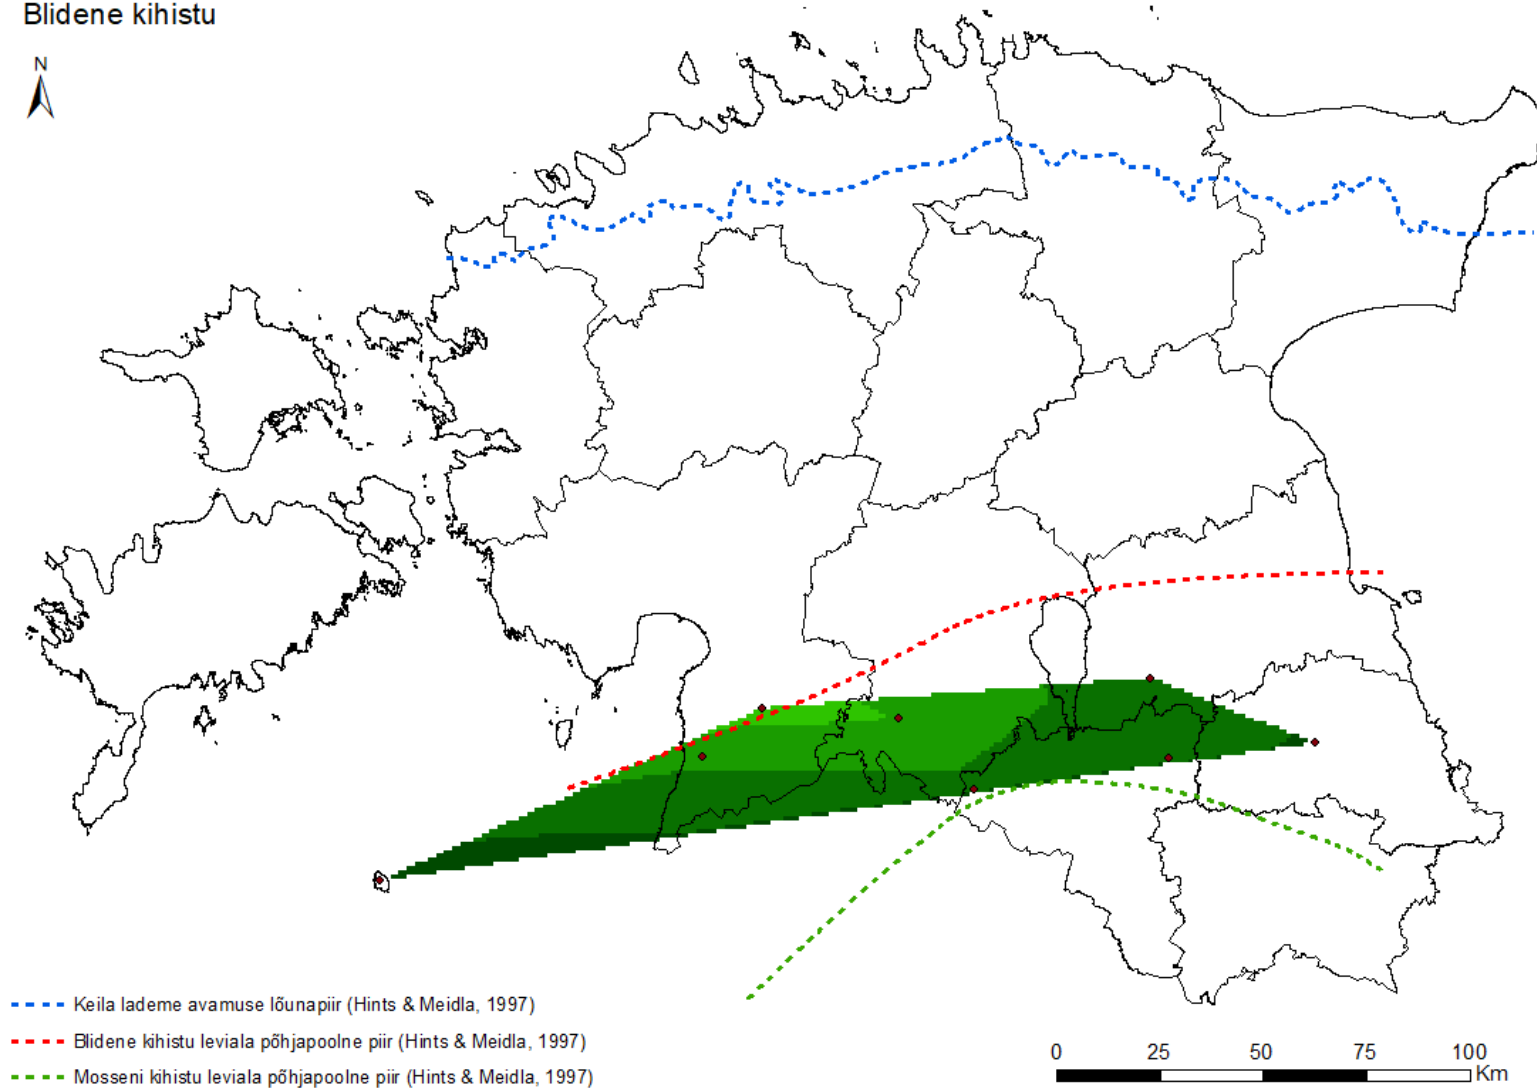 Blidene kihistu
N
Keila lademe avamuse lõunapiir (Hints & Meidla, 1997)
Blidene kihistu leviala põhjapoolne piir (Hints & Meidla, 1997)
Mosseni kihistu leviala põhjapoolne piir (Hints & Meidla, 1997)
0 25 50 75 100
Km